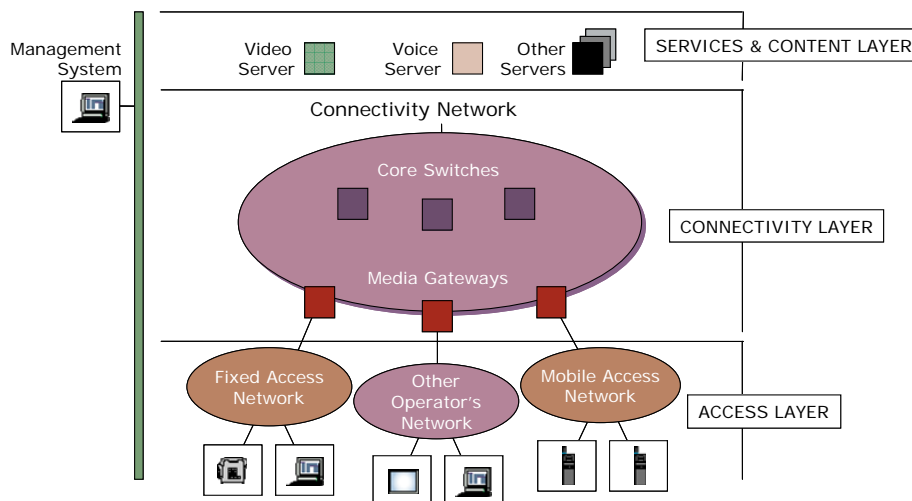 Management
System
Video
Server
Voice
Server
Other
Servers
SERVICES & CONTENT LAYER
Connectivity Network
Core Switches
CONNECTIVITY LAYER
Media Gateways
Fixed Access
Network
Other
Operator's
Network
Mobile Access
Network
ACCESS LAYER